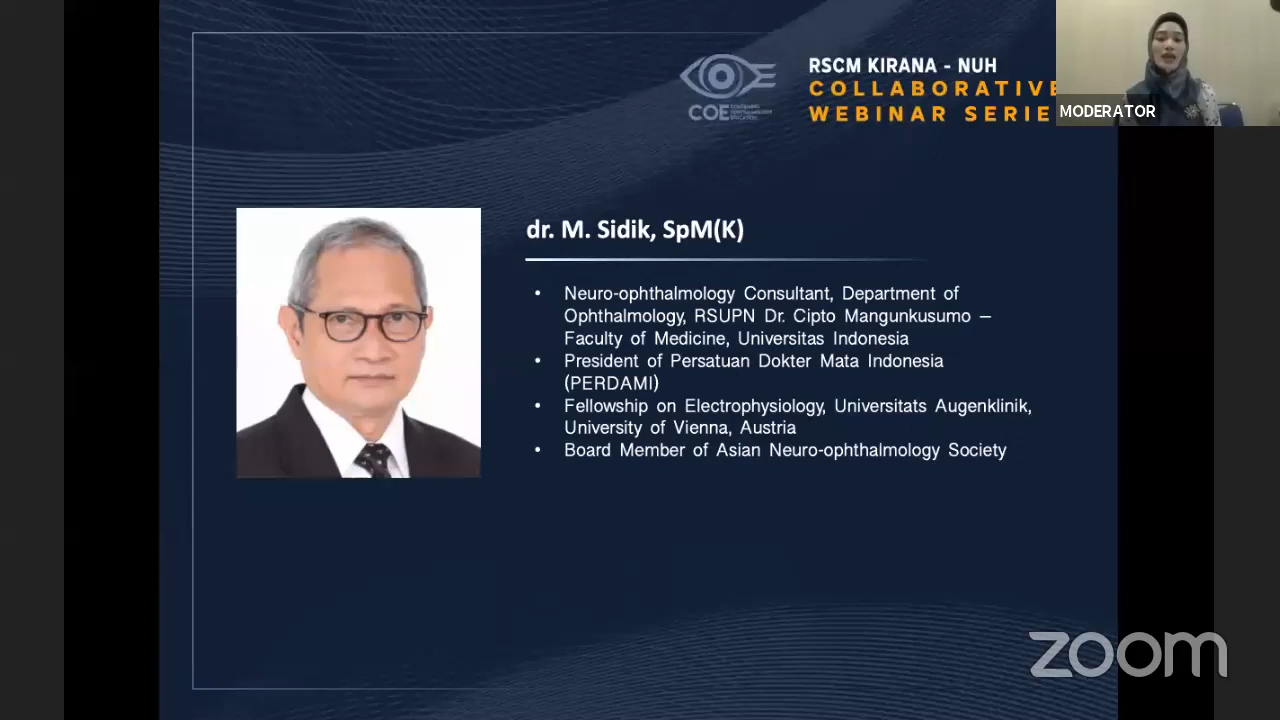 RSCM KIRANA - NUH
COLLABORATIVE
WEBINAR SERIE
COE
MODERATOR
dr. M. Sidik, SpM(K)
• Neuro-ophthalmology Consultant, Department of
Ophthalmology, RSUPN Dr. Cipto Mangunkusumo –
Faculty of Medicine, Universitas Indonesia
• President of Persatuan Dokter Mata Indonesia
(PERDAMI)
• Fellowship on Electrophysiology, Universitats Augenklinik,
University of Vienna, Austria
• Board Member of Asian Neuro-ophthalmology Society
zoom